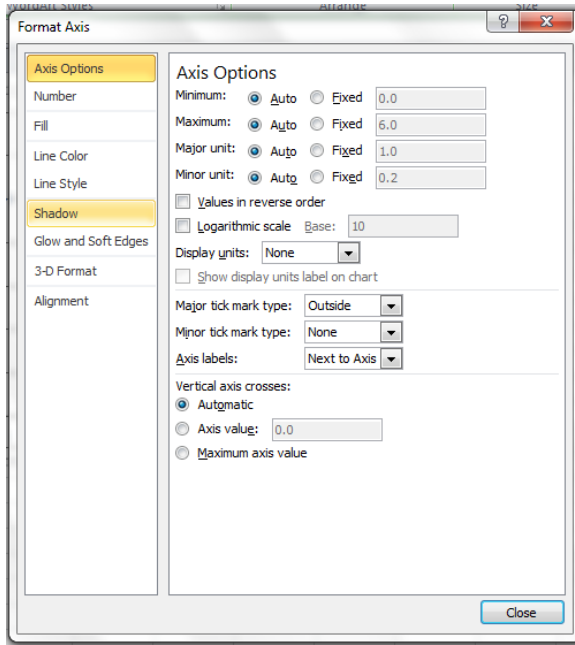 WordArt Styles Arrange Size
Format Axis
Axis Options
Number
Fill
Line Color
Line Style
Shadow
Glow and Soft Edges
3-D Format
Alignment
Axis Options
Minimum: Auto Fixed 0.0
Maximum: Auto Fixed 6.0
Major unit: Auto Fixed 1.0
Minor unit: Auto Fixed 0.2
Values in reverse order
Logarithmic scale Base: 10
Display units: None
Show display units label on chart
Major tick mark type: Outside
Minor tick mark type: None
Axis labels: Next to Axis
Vertical axis crosses:
Automatic
Axis value: 0.0
Maximum axis value
Close